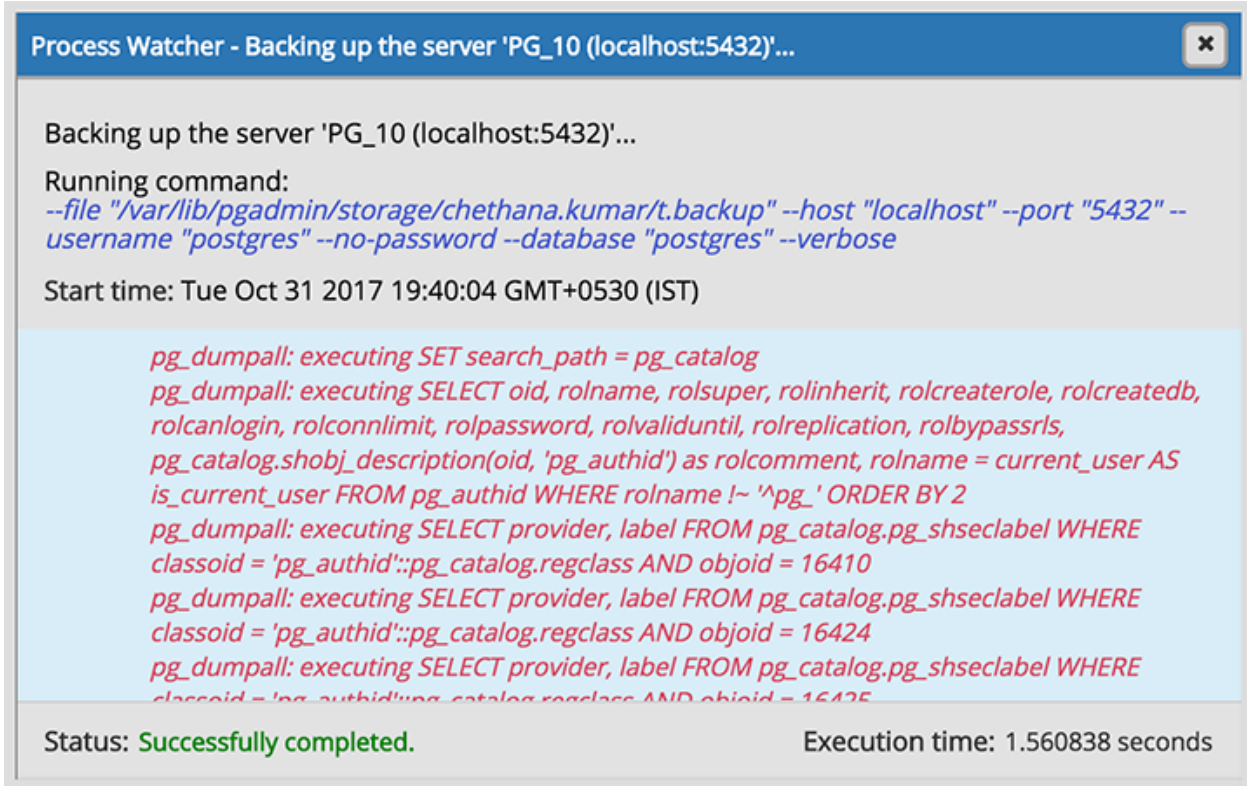 Process Watcher - Backing up the server 'PG_10 (localhost:5432)'...
Backing up the server 'PG_10 (localhost:5432)'...
Running command:
--file "/var/lib/pgadmin/storage/chethana.kumar/t.backup" --host "localhost" --port "5432" --
username "postgres" --no-password --database "postgres" --verbose
Start time: Tue Oct 31 2017 19:40:04 GMT+0530 (IST)
pg_dumpall: executing SET search_path = pg_catalog
pg_dumpall: executing SELECT oid, rolname, rolsuper, rolinherit, rolcreaterole, rolcreatedb,
rolcanlogin, rolconnlimit, rolpassword, rolvaliduntil, rolreplication, rolbypassrls,
pg_catalog.shobj_description(oid, 'pg_authid') as rolcomment, rolname = current_user AS
is_current_user FROM pg_authid WHERE rolname !~ '^pg_' ORDER BY 2
pg_dumpall: executing SELECT provider, label FROM pg_catalog.pg_shseclabel WHERE
classoid = 'pg_authid'::pg_catalog.regclass AND objoid = 16410
pg_dumpall: executing SELECT provider, label FROM pg_catalog.pg_shseclabel WHERE
classoid = 'pg_authid'::pg_catalog.regclass AND objoid = 16424
pg_dumpall: executing SELECT provider, label FROM pg_catalog.pg_shseclabel WHERE
classoid = 'pg_authid'::pg_catalog.regclass AND objoid = 16425
Status: Successfully completed.
Execution time: 1.560838 seconds